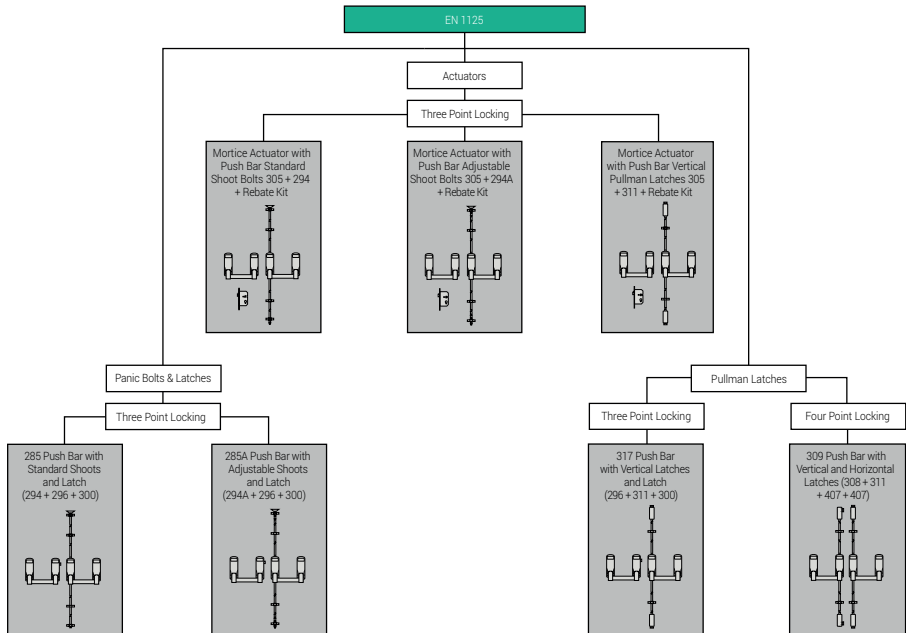 EN 1125
Actuators
Three Point Locking
Mortice Actuator with
Push Bar Standard
Shoot Bolts 305 + 294
+ Rebate Kit
Mortice Actuator with
Push Bar Adjustable
Shoot Bolts 305 + 294A
+ Rebate Kit
Mortice Actuator
with Push Bar Vertical
Pullman Latches 305
+ 311 + Rebate Kit
Panic Bolts & Latches
Three Point Locking
285 Push Bar with
Standard Shoots
and Latch
(294 + 296 + 300)
285A Push Bar with
Adjustable Shoots
and Latch
(294A + 296 + 300)
Pullman Latches
Three Point Locking
Four Point Locking
317 Push Bar
with Vertical Latches
and Latch
(296 + 311 + 300)
309 Push Bar with
Vertical and Horizontal
Latches (308 + 311
+ 407 + 407)